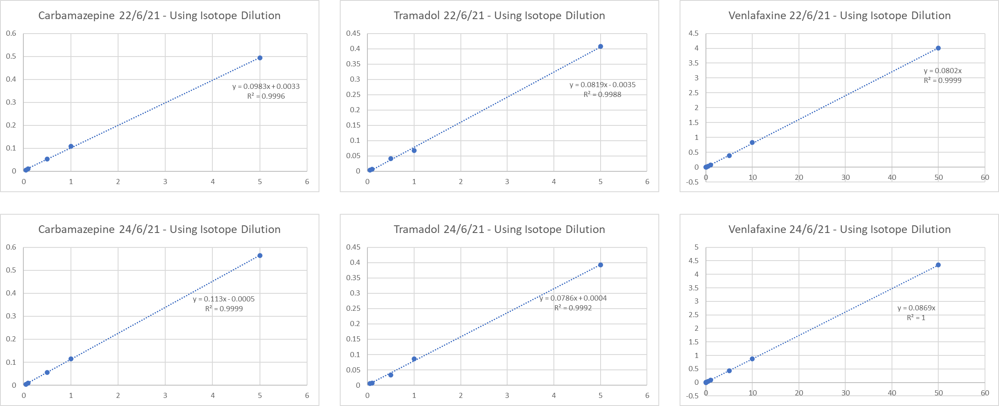 Carbamazepine 22/6/21 - Using Isotope Dilution
0.6
0.5
0.4
0.3
0.2
0.1
0
y = 0.0983x + 0.0033
R² = 0.9996
0 1 2 3 4 5 6
Tramadol 22/6/21 - Using Isotope Dilution
0.45
0.4
0.35
0.3
0.25
0.2
0.15
0.1
0.05
0
y = 0.0819x - 0.0035
R² = 0.9988
0 1 2 3 4 5 6
Venlafaxine 22/6/21 - Using Isotope Dilution
4.5
4
3.5
3
2.5
2
1.5
1
0.5
0
-0.5
y = 0.0802x
R² = 0.9999
0 10 20 30 40 50 60
Carbamazepine 24/6/21 - Using Isotope Dilution
0.6
0.5
0.4
0.3
0.2
0.1
0
y = 0.113x - 0.0005
R² = 0.9999
0 1 2 3 4 5 6
Tramadol 24/6/21 - Using Isotope Dilution
0.45
0.4
0.35
0.3
0.25
0.2
0.15
0.1
0.05
0
y = 0.0786x + 0.0004
R² = 0.9992
0 1 2 3 4 5 6
Venlafaxine 24/6/21 - Using Isotope Dilution
5
4.5
4
3.5
3
2.5
2
1.5
1
0.5
0
-0.5
y = 0.0869x
R² = 1
0 10 20 30 40 50 60